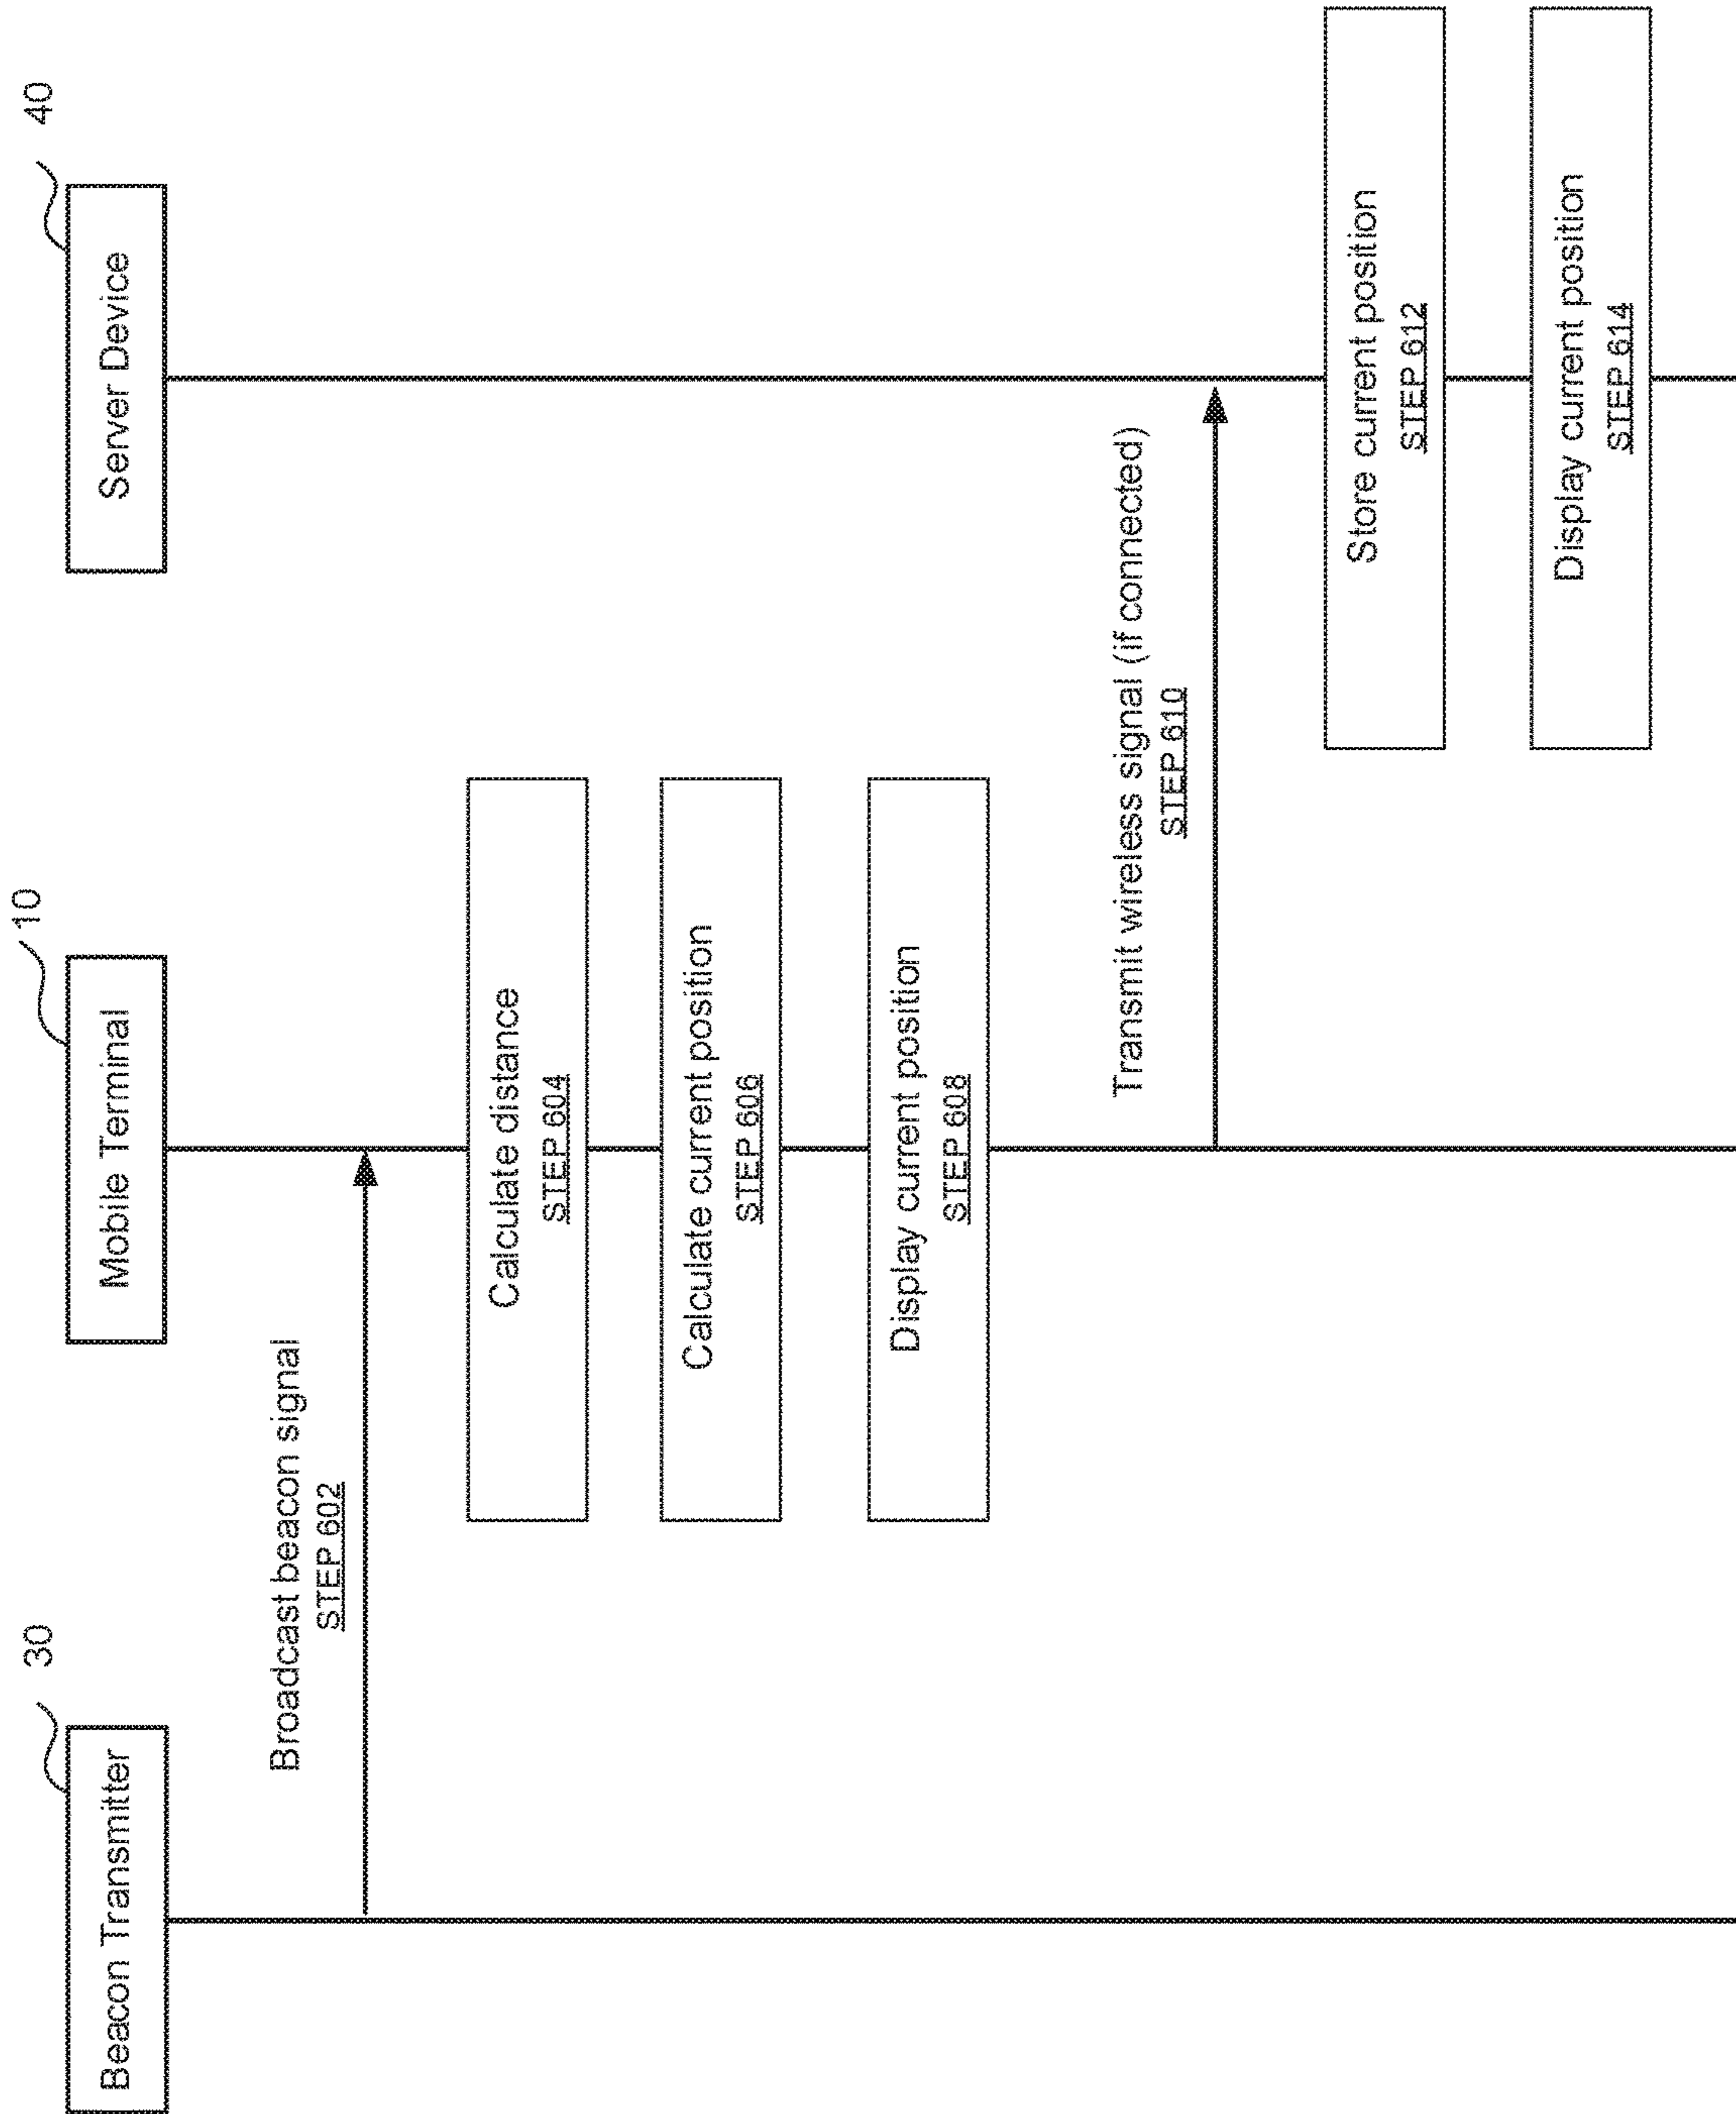 30
Beacon Transmitter
10
Mobile Terminal
40
Server Device
Broadcast beacon signal
STEP 602
Calculate distance
STEP 604
Calculate current position
STEP 606
Display current position
STEP 608
Transmit wireless signal (if connected)
STEP 610
Store current position
STEP 612
Display current position
STEP 614